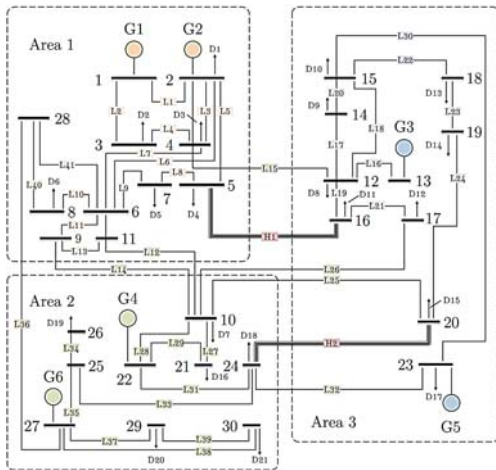 L30
Area 1
G1
G2
D1
L22
D10
15
18
1
2
L20
D13
L1
D9
L23
14
L2
L3
L5
D2
D3
G3
19
28
L4
L17
L18
D14
3
4
L7
L6
L16
L24
L41
L15
L8
12
13
D6
L9
D8
L19
D11
D12
L40
L10
7
5
L21
17
8
6
D5
D4
16
L11
9
11
L13
L12
H1
L14
L26
L25
Area 2
G4
10
D15
L36
D19
D18
26
L29
L27
D7
20
L34
L28
21
24
H2
25
22
D16
23
L31
G6
L33
L32
D17
L35
29
30
G5
27
L37
L39
Area 3
L38
D20
D21